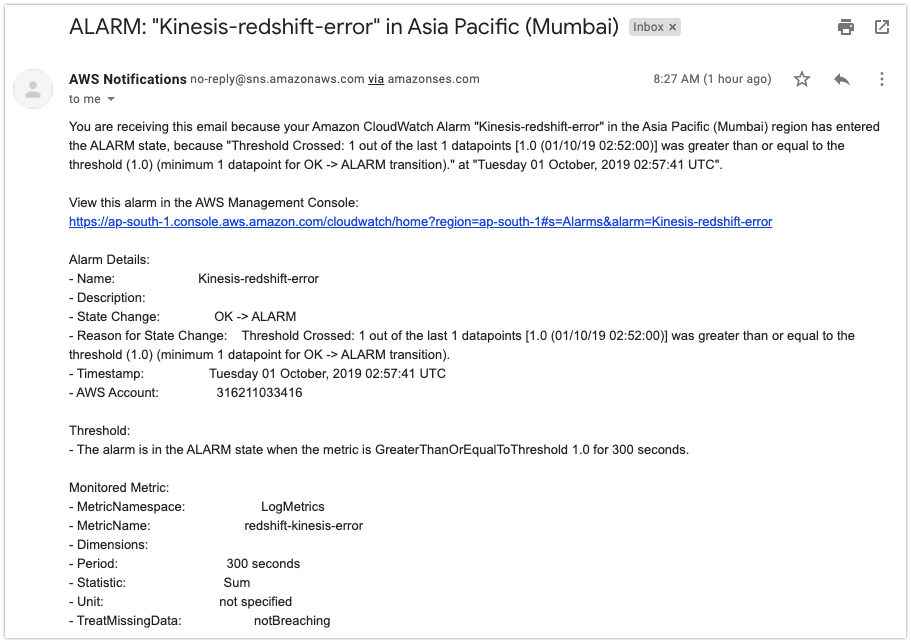 ALARM: "Kinesis-redshift-error" in Asia Pacific (Mumbai) Inbox ×
AWS Notifications no-reply@sns.amazonaws.com via amazonses.com 8:27 AM (1 hour ago)
to me
You are receiving this email because your Amazon CloudWatch Alarm "Kinesis-redshift-error" in the Asia Pacific (Mumbai) region has entered
the ALARM state, because "Threshold Crossed: 1 out of the last 1 datapoints [1.0 (01/10/19 02:52:00)] was greater than or equal to the
threshold (1.0) (minimum 1 datapoint for OK -> ALARM transition)." at "Tuesday 01 October, 2019 02:57:41 UTC".
View this alarm in the AWS Management Console:
https://ap-south-1.console.aws.amazon.com/cloudwatch/home?region=ap-south-1#s=Alarms&alarm=Kinesis-redshift-error
Alarm Details:
- Name: Kinesis-redshift-error
- Description:
- State Change: OK -> ALARM
- Reason for State Change: Threshold Crossed: 1 out of the last 1 datapoints [1.0 (01/10/19 02:52:00)] was greater than or equal to the
threshold (1.0) (minimum 1 datapoint for OK -> ALARM transition).
- Timestamp: Tuesday 01 October, 2019 02:57:41 UTC
- AWS Account: 316211033416
Threshold:
- The alarm is in the ALARM state when the metric is GreaterThanOrEqualToThreshold 1.0 for 300 seconds.
Monitored Metric:
- MetricNamespace: LogMetrics
- MetricName: redshift-kinesis-error
- Dimensions:
- Period: 300 seconds
- Statistic: Sum
- Unit: not specified
- TreatMissingData: notBreaching